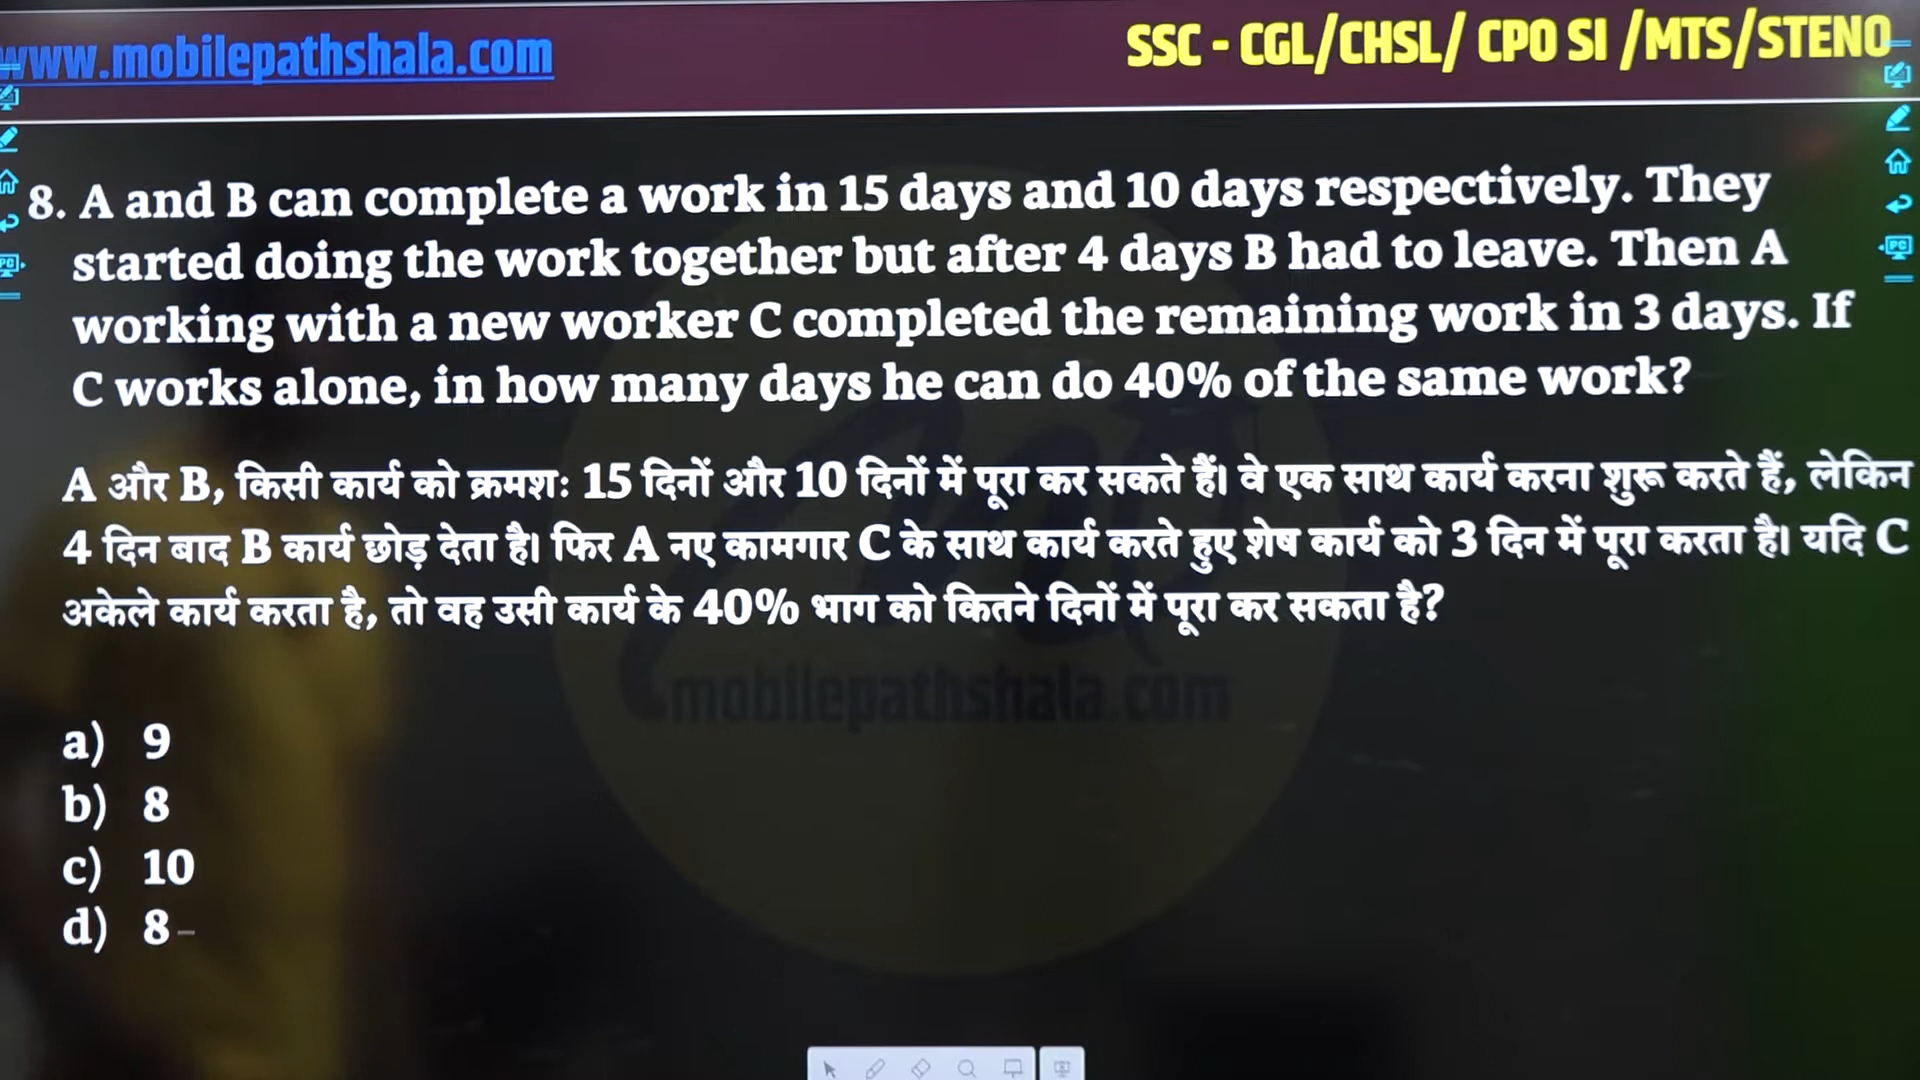 www.mobilepathshala.com
SSC - CGL/CHSL/ CPO SI /MTS/STENO
8. A and B can complete a work in 15 days and 10 days respectively. They
started doing the work together but after 4 days B had to leave. Then A
working with a new worker C completed the remaining work in 3 days. If
C works alone, in how many days he can do 40% of the same work?
A और B, किसी कार्य को क्रमशः 15 दिनों और 10 दिनों में पूरा कर सकते हैं। वे एक साथ कार्य करना शुरू करते हैं, लेकिन
4 दिन बाद B कार्य छोड़ देता है। फिर A नए कामगार C के साथ कार्य करते हुए शेष कार्य को 3 दिन में पूरा करता है। यदि C
अकेले कार्य करता है, तो वह उसी कार्य के 40% भाग को कितने दिनों में पूरा कर सकता है?
mobilepathshala.com
a) 9
b) 8
c) 10
d) 8
PC
PC